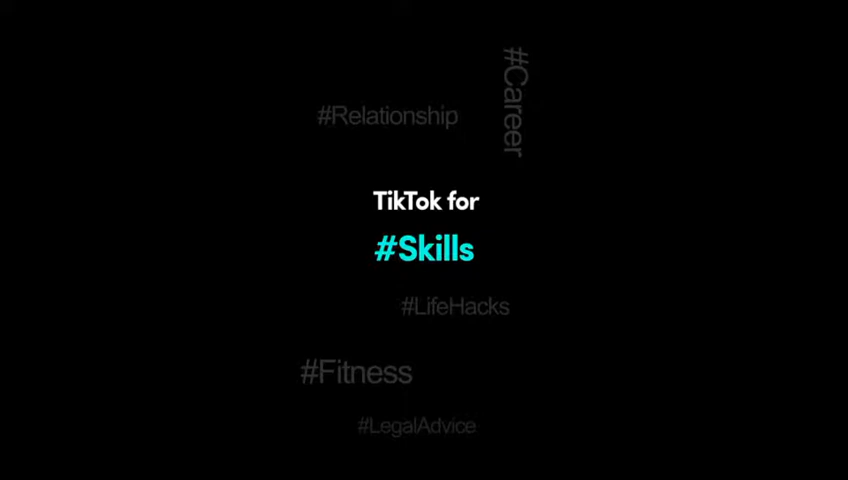 #Career
#Relationship
TikTok for
#Skills
#LifeHacks
#Fitness
#LegalAdvice